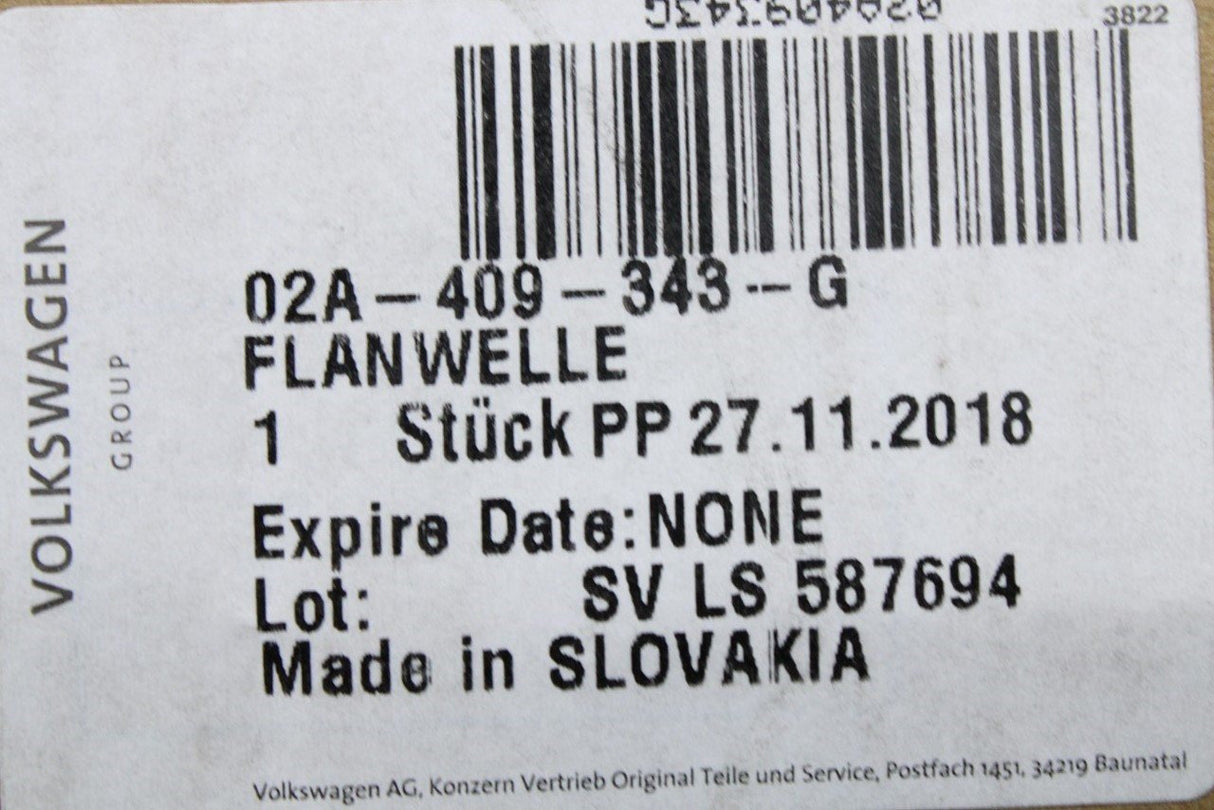 02A409343G
3822
VOLKSWAGEN
GROUP
02A-409-343--G
FLANWELLE
1 Stück PP 27.11.2018
Expire Date:NONE
Lot: SV LS 587694
Made in SLOVAKIA
Volkswagen AG, Konzern Vertrieb Original Teile und Service, Postfach 1451, 34219 Baunatal